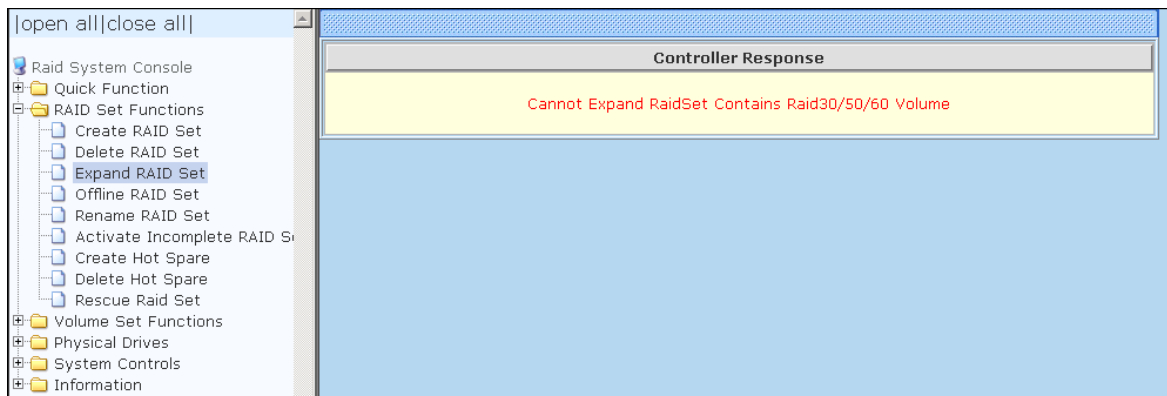 |open all|close all|
Raid System Console
Quick Function
RAID Set Functions
Create RAID Set
Delete RAID Set
Expand RAID Set
Offline RAID Set
Rename RAID Set
Activate Incomplete RAID S
Create Hot Spare
Delete Hot Spare
Rescue Raid Set
Volume Set Functions
Physical Drives
System Controls
Information
Controller Response
Cannot Expand RaidSet Contains Raid30/50/60 Volume